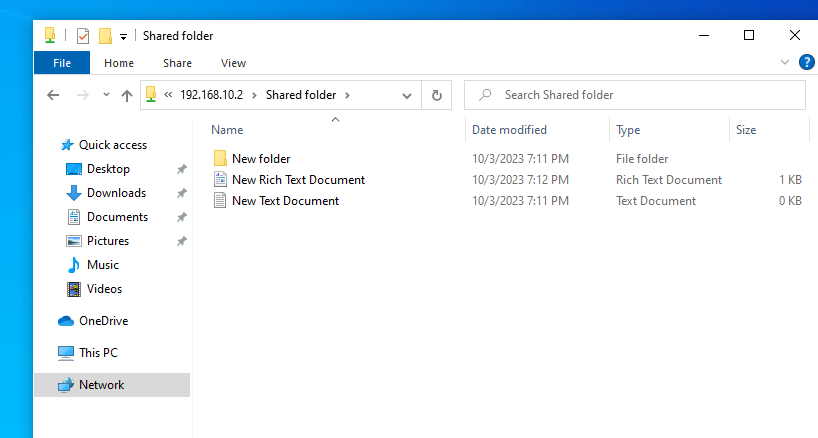 Shared folder
File Home Share View
192.168.10.2 Shared folder
Search Shared folder
Name Date modified Type Size
Quick access
Desktop
Downloads
Documents
Pictures
Music
Videos
OneDrive
This PC
Network
New folder 10/3/2023 7:11 PM File folder
New Rich Text Document 10/3/2023 7:12 PM Rich Text Document 1 KB
New Text Document 10/3/2023 7:11 PM Text Document 0 KB